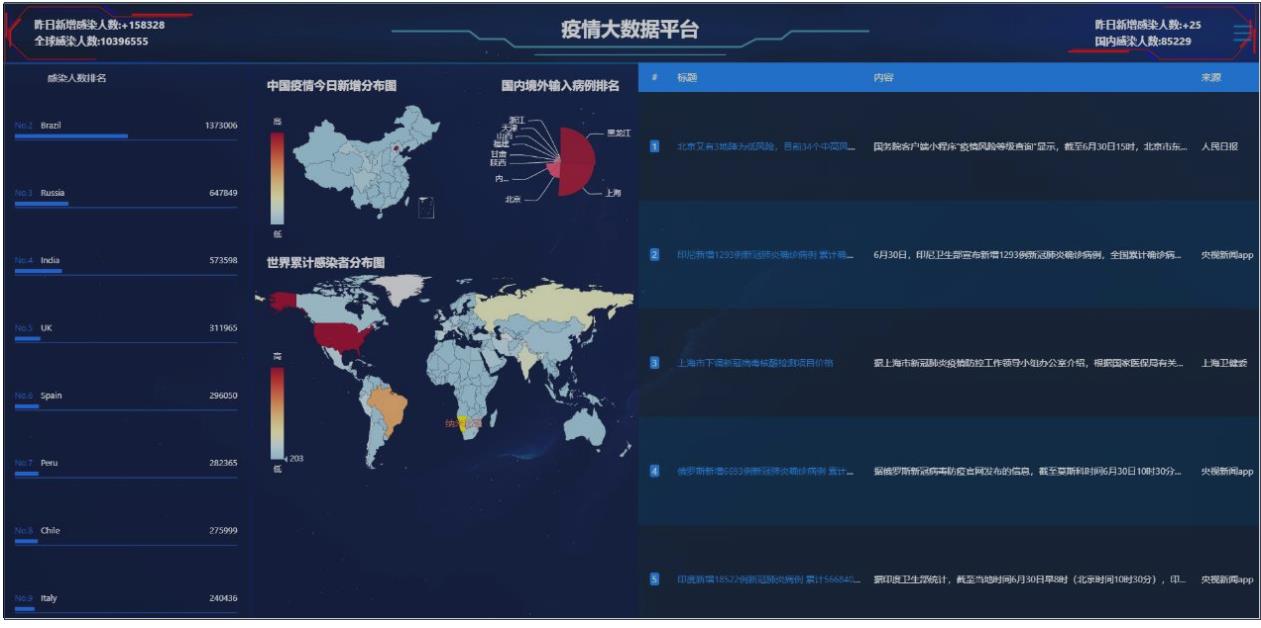 昨日新增感染人数:+158328
全球感染人数:10396555
疫情大数据平台
昨日新增感染人数:+25
国内感染人数:85229
感染人数排名
No.2 Brazil 1373006
No.3 Russia 647849
No.4 India 573598
No.5 UK 311965
No.6 Spain 296050
No.7 Peru 282365
No.8 Chile 275999
No.9 Italy 240436
中国疫情今日新增分布图
高
低
国内境外输入病例排名
浙江
天津
山西
福建
甘肃
陕西
内...
北京
黑龙江
上海
世界累计感染者分布图
高
203
低
# 标题 内容 来源
1 北京又有3地降为低风险，目前34个中高风... 国务院客户端小程序“疫情风险等级查询”显示，截至6月30日15时，北京市东... 人民日报
2 印尼新增1293例新冠肺炎确诊病例 累计确... 6月30日，印尼卫生部宣布新增1293例新冠肺炎确诊病例，全国累计确诊病... 央视新闻app
3 上海市下调新冠病毒核酸检测项目价格 据上海市新冠肺炎疫情防控工作领导小组办公室介绍，根据国家医保局有关... 上海卫健委
4 俄罗斯新增6693例新冠肺炎确诊病例 累计... 据俄罗斯新冠病毒防疫官网发布的信息，截至莫斯科时间6月30日10时30分... 央视新闻app
5 印度新增18522例新冠肺炎病例 累计566840... 据印度卫生部统计，截至当地时间6月30日早8时（北京时间10时30分），印... 央视新闻app